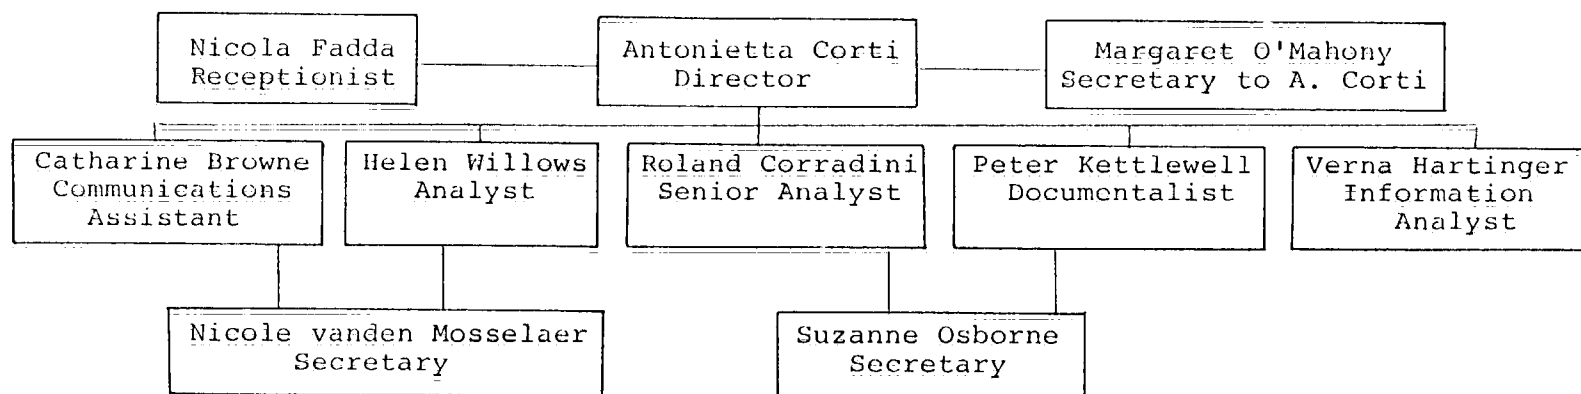 Nicola Fadda
Receptionist
Antonietta Corti
Director
Margaret O'Mahony
Secretary to A. Corti
Catharine Browne
Communications
Assistant
Helen Willows
Analyst
Roland Corradini
Senior Analyst
Peter Kettlewell
Documentalist
Verna Hartinger
Information
Analyst
Nicole vanden Mosselaer
Secretary
Suzanne Osborne
Secretary